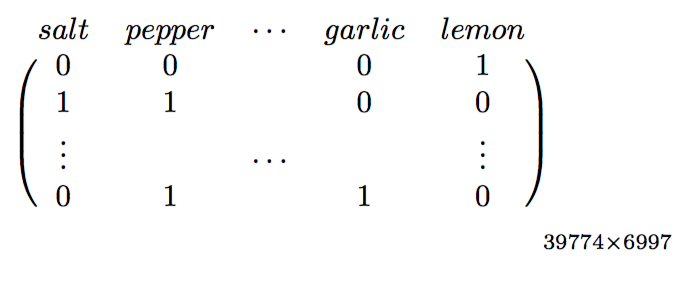 salt pepper ⋯ garlic lemon
0 0 0 1
1 1 0 0
⋮ ⋯ ⋮
0 1 1 0
39774×6997